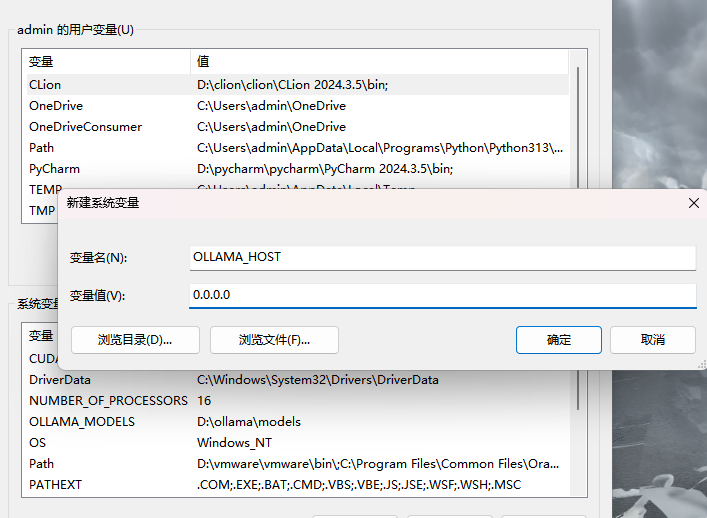 admin 的用户变量(U)
变量 值
CLion D:\clion\clion\CLion 2024.3.5\bin;
OneDrive C:\Users\admin\OneDrive
OneDriveConsumer C:\Users\admin\OneDrive
Path C:\Users\admin\AppData\Local\Programs\Python\Python313\...
PyCharm D:\pycharm\pycharm\PyCharm 2024.3.5\bin;
TEMP C:\Users\admin\AppData\Local\Temp
TMP
新建系统变量
变量名(N): OLLAMA_HOST
变量值(V): 0.0.0.0
浏览目录(D)... 浏览文件(F)... 确定 取消
系统变量
变量
CUDA
DriverData C:\Windows\System32\Drivers\DriverData
NUMBER_OF_PROCESSORS 16
OLLAMA_MODELS D:\ollama\models
OS Windows_NT
Path D:\vmware\vmware\bin\;C:\Program Files\Common Files\Ora...
PATHEXT .COM;.EXE;.BAT;.CMD;.VBS;.VBE;.JS;.JSE;.WSF;.WSH;.MSC